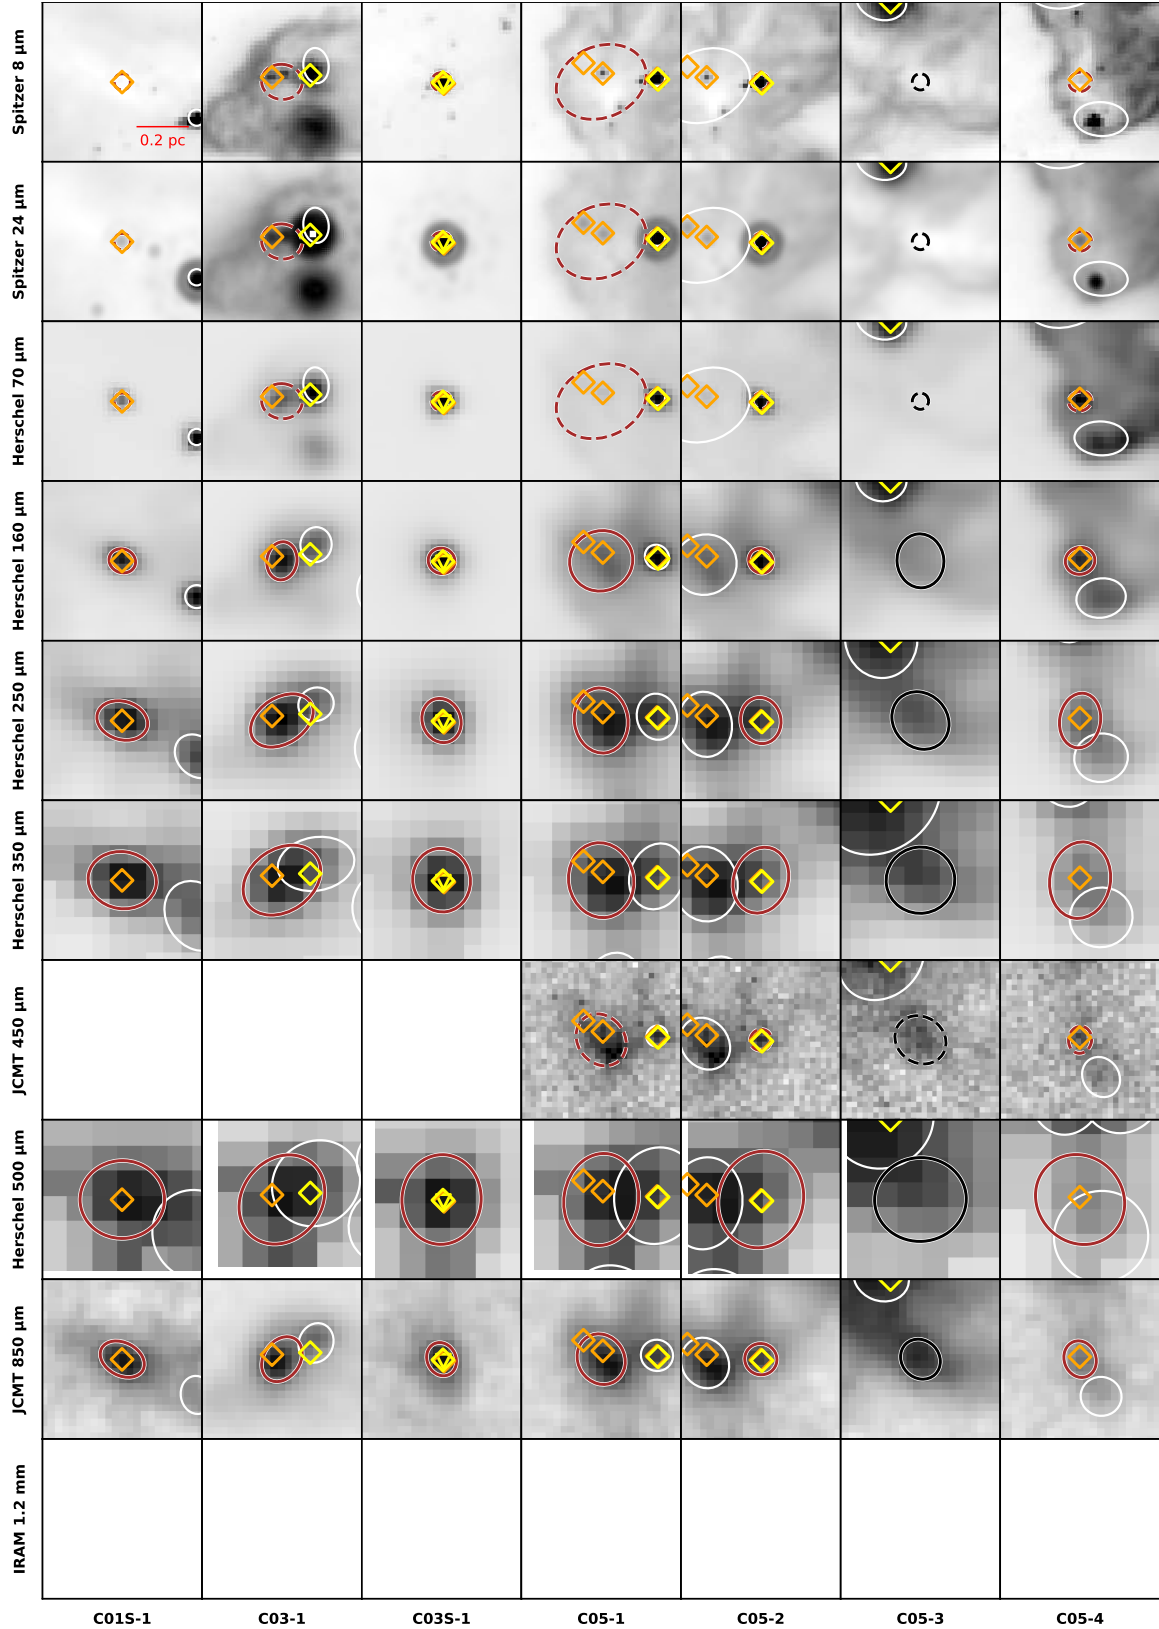 Spitzer 8 μm
0.2 pc
Spitzer 24 μm
Herschel 70 μm
Herschel 160 μm
Herschel 250 μm
Herschel 350 μm
JCMT 450 μm
Herschel 500 μm
JCMT 850 μm
IRAM 1.2 mm
C01S-1 C03-1 C03S-1 C05-1 C05-2 C05-3 C05-4